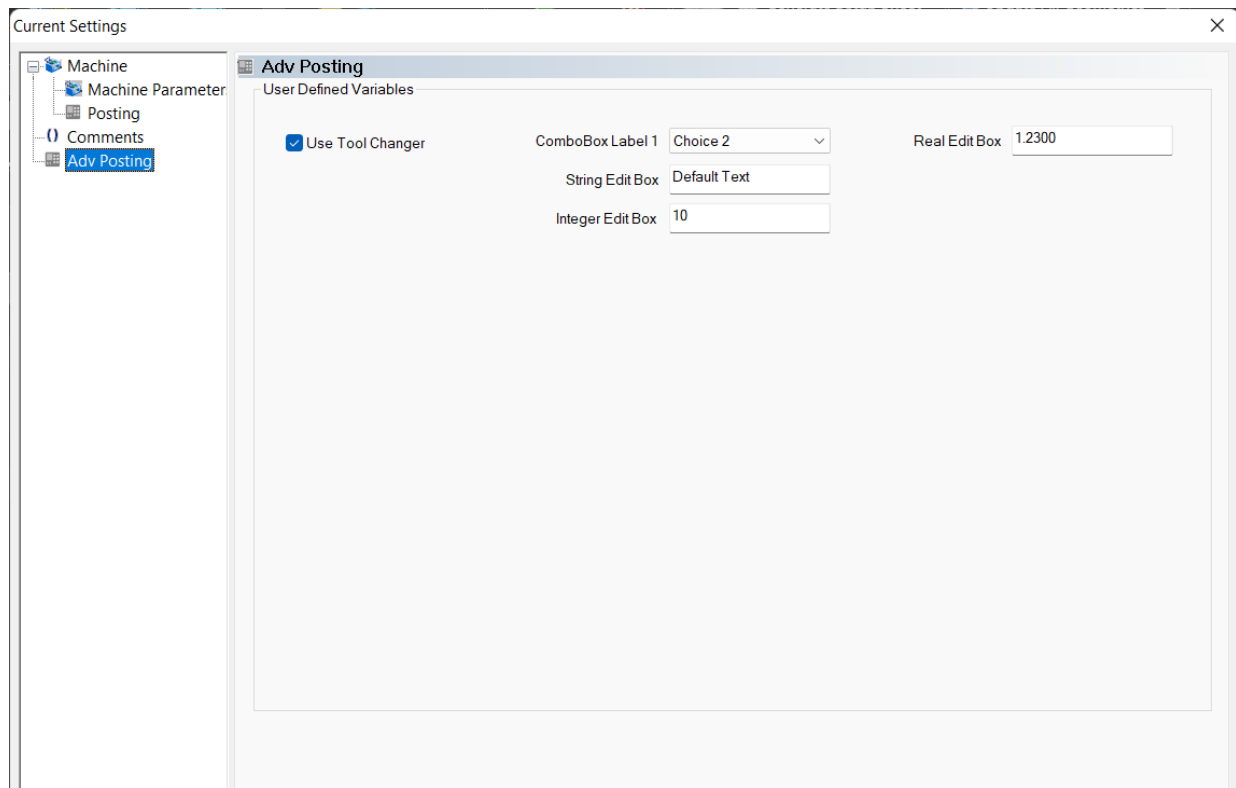 Current Settings
Machine
Machine Parameter
Posting
Comments
Adv Posting
Adv Posting
User Defined Variables
Use Tool Changer
ComboBox Label 1 Choice 2
Real Edit Box 1.2300
String Edit Box Default Text
Integer Edit Box 10